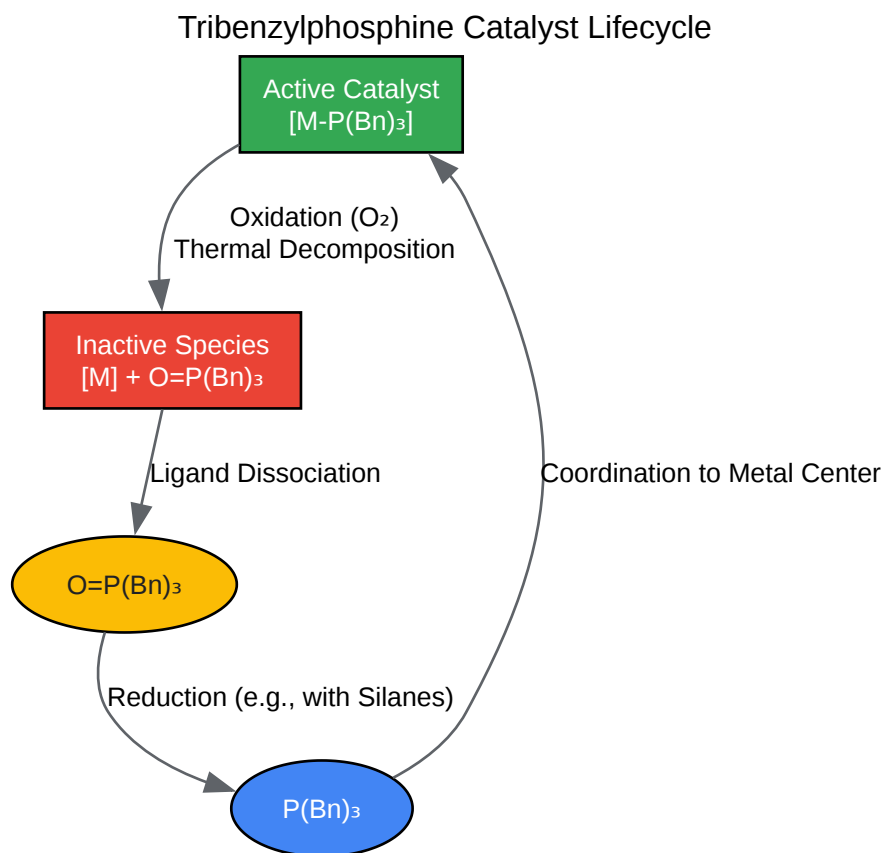 Tribenzylphosphine Catalyst Lifecycle
Active Catalyst
[M-P(Bn)₃]
Oxidation (O₂)
Thermal Decomposition
Inactive Species
[M] + O=P(Bn)₃
Ligand Dissociation
Coordination to Metal Center
O=P(Bn)₃
Reduction (e.g., with Silanes)
P(Bn)₃